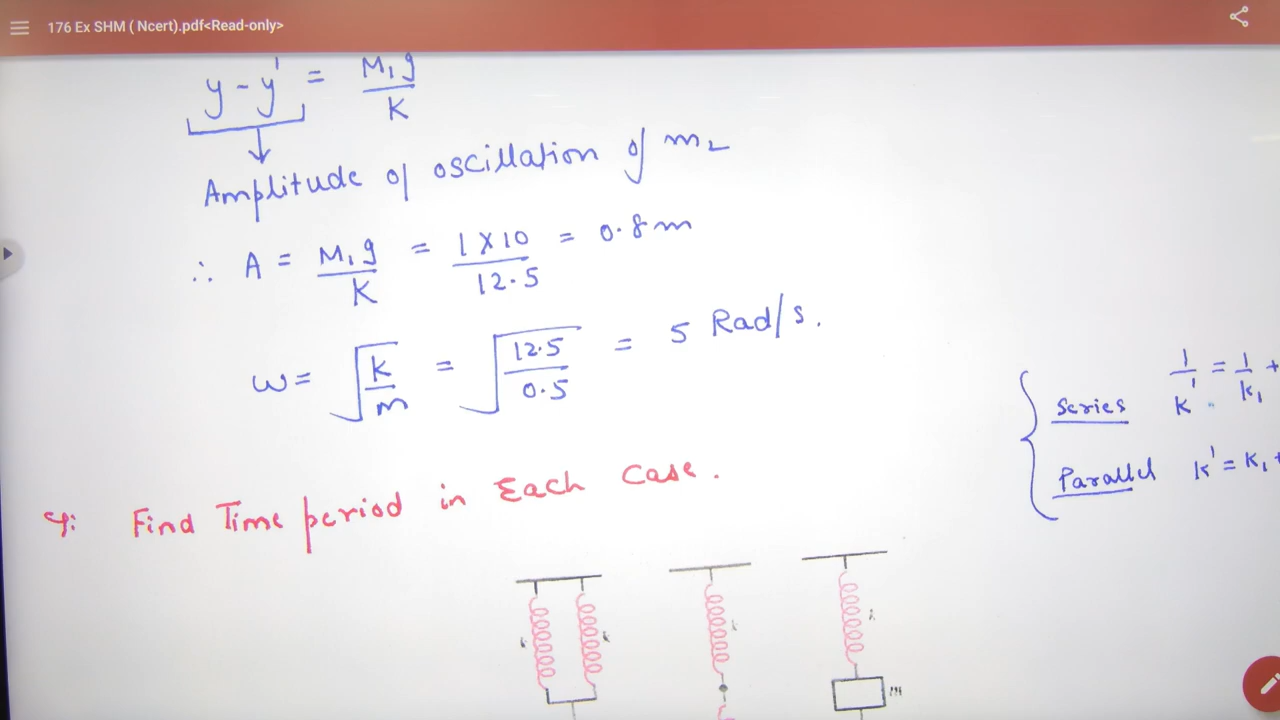 176 Ex SHM ( Ncert).pdf<Read-only>
y - y' = M₁g / K
Amplitude of oscillation of m₂
∴ A = M₁g / K = 1 X 10 / 12.5 = 0.8 m
ω = √(K / m) = √(12.5 / 0.5) = 5 Rad/s.
Series 1/K' = 1/K₁ +
Parallel K' = K₁ +
Find Time period in Each Case.
k k k k
M